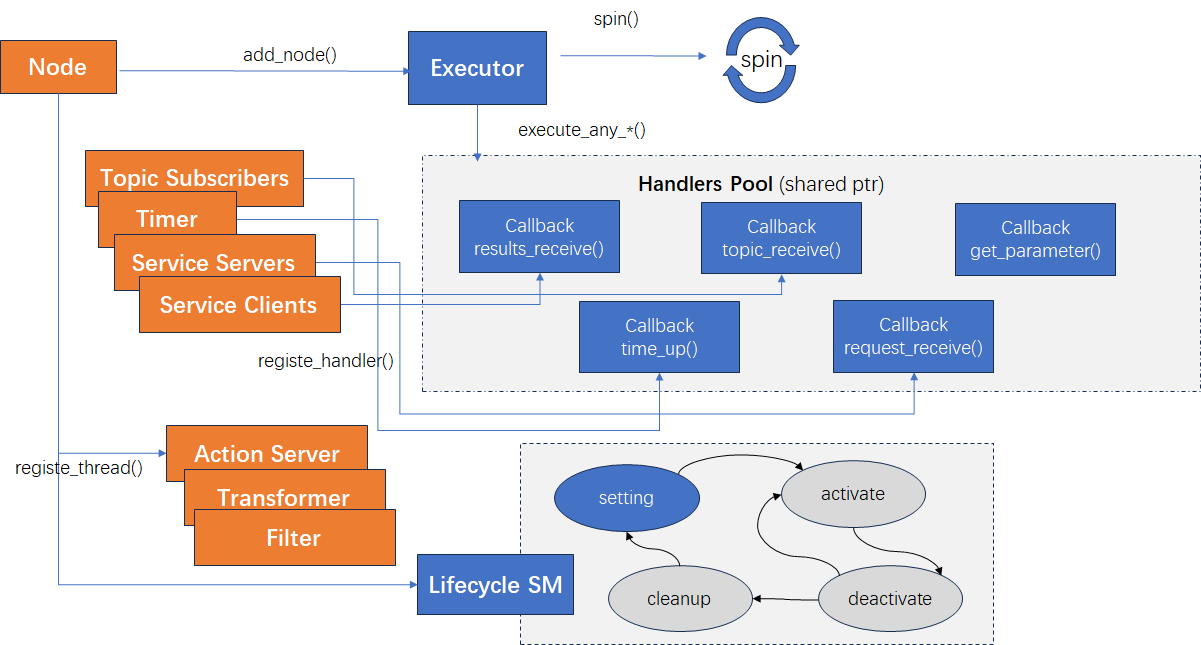 spin()
Node
add_node()
Executor
spin
execute_any_*()
Handlers Pool (shared ptr)
Topic Subscribers
Timer
Service Servers
Service Clients
Callback
results_receive()
Callback
topic_receive()
Callback
get_parameter()
Callback
time_up()
Callback
request_receive()
registe_handler()
registe_thread()
Action Server
Transformer
Filter
Lifecycle SM
setting
activate
cleanup
deactivate